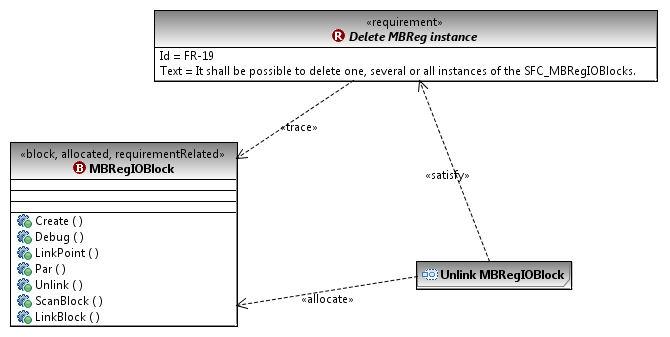 «requirement»
R Delete MBReg instance
Id = FR-19
Text = It shall be possible to delete one, several or all instances of the SFC_MBRegIOBlocks.
«trace»
«block, allocated, requirementRelated»
B MBRegIOBlock
«satisfy»
Create ( )
Debug ( )
LinkPoint ( )
Par ( )
Unlink ( )
ScanBlock ( )
LinkBlock ( )
Unlink MBRegIOBlock
«allocate»